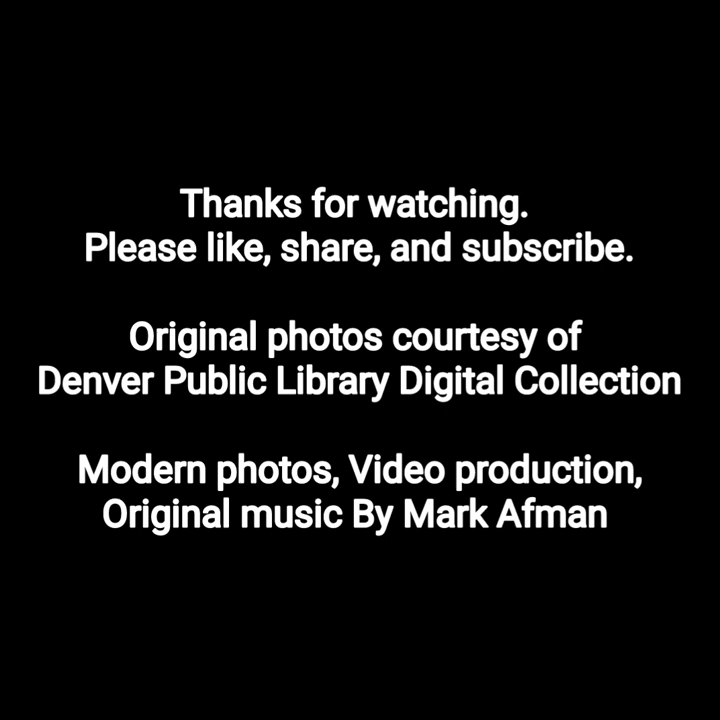 Thanks for watching.
Please like, share, and subscribe.
Original photos courtesy of
Denver Public Library Digital Collection
Modern photos, Video production,
Original music By Mark Afman